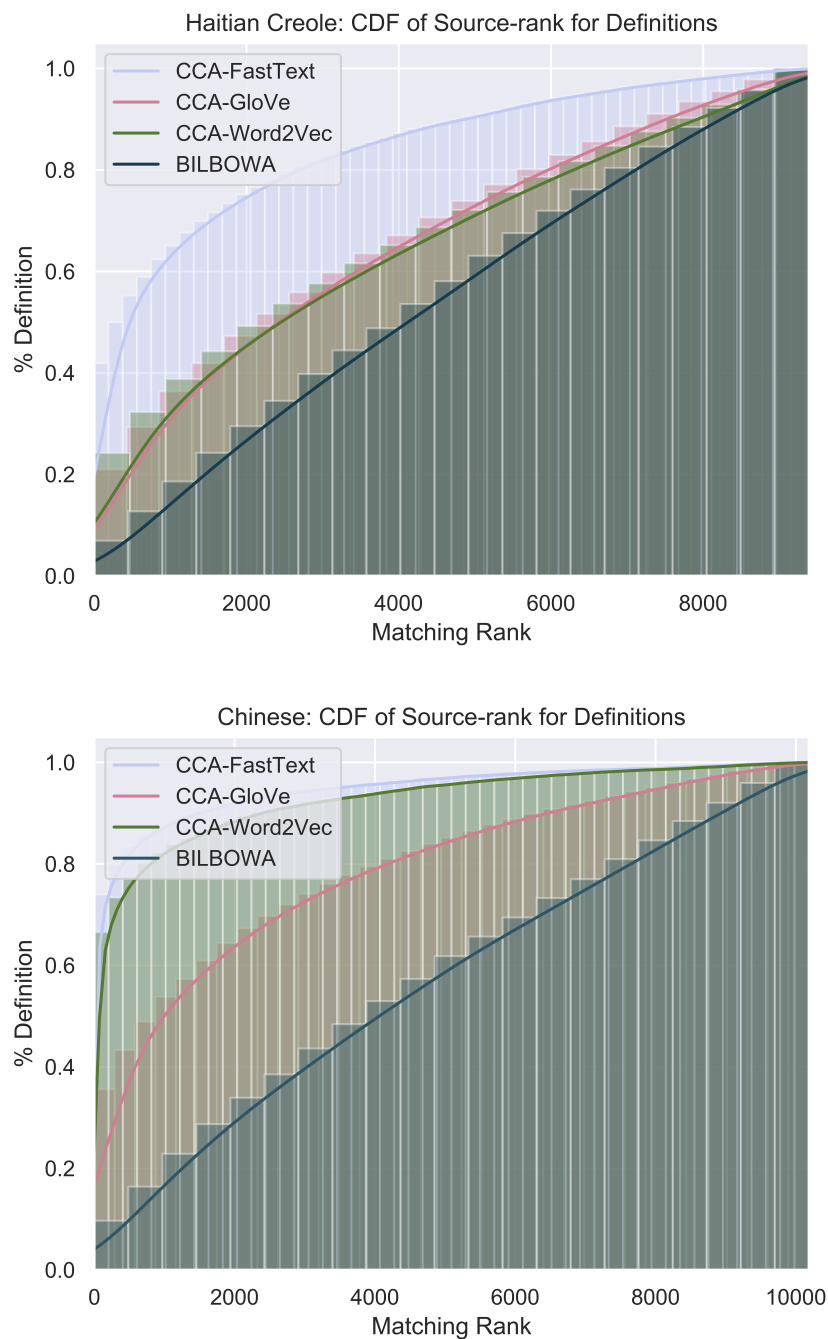 Haitian Creole: CDF of Source-rank for Definitions
1.0
CCA-FastText
CCA-GloVe
CCA-Word2Vec
BILBOWA
0.8
0.6
% Definition
0.4
0.2
0.0
0 2000 4000 6000 8000
Matching Rank
Chinese: CDF of Source-rank for Definitions
1.0
CCA-FastText
CCA-GloVe
CCA-Word2Vec
BILBOWA
0.8
0.6
% Definition
0.4
0.2
0.0
0 2000 4000 6000 8000 10000
Matching Rank